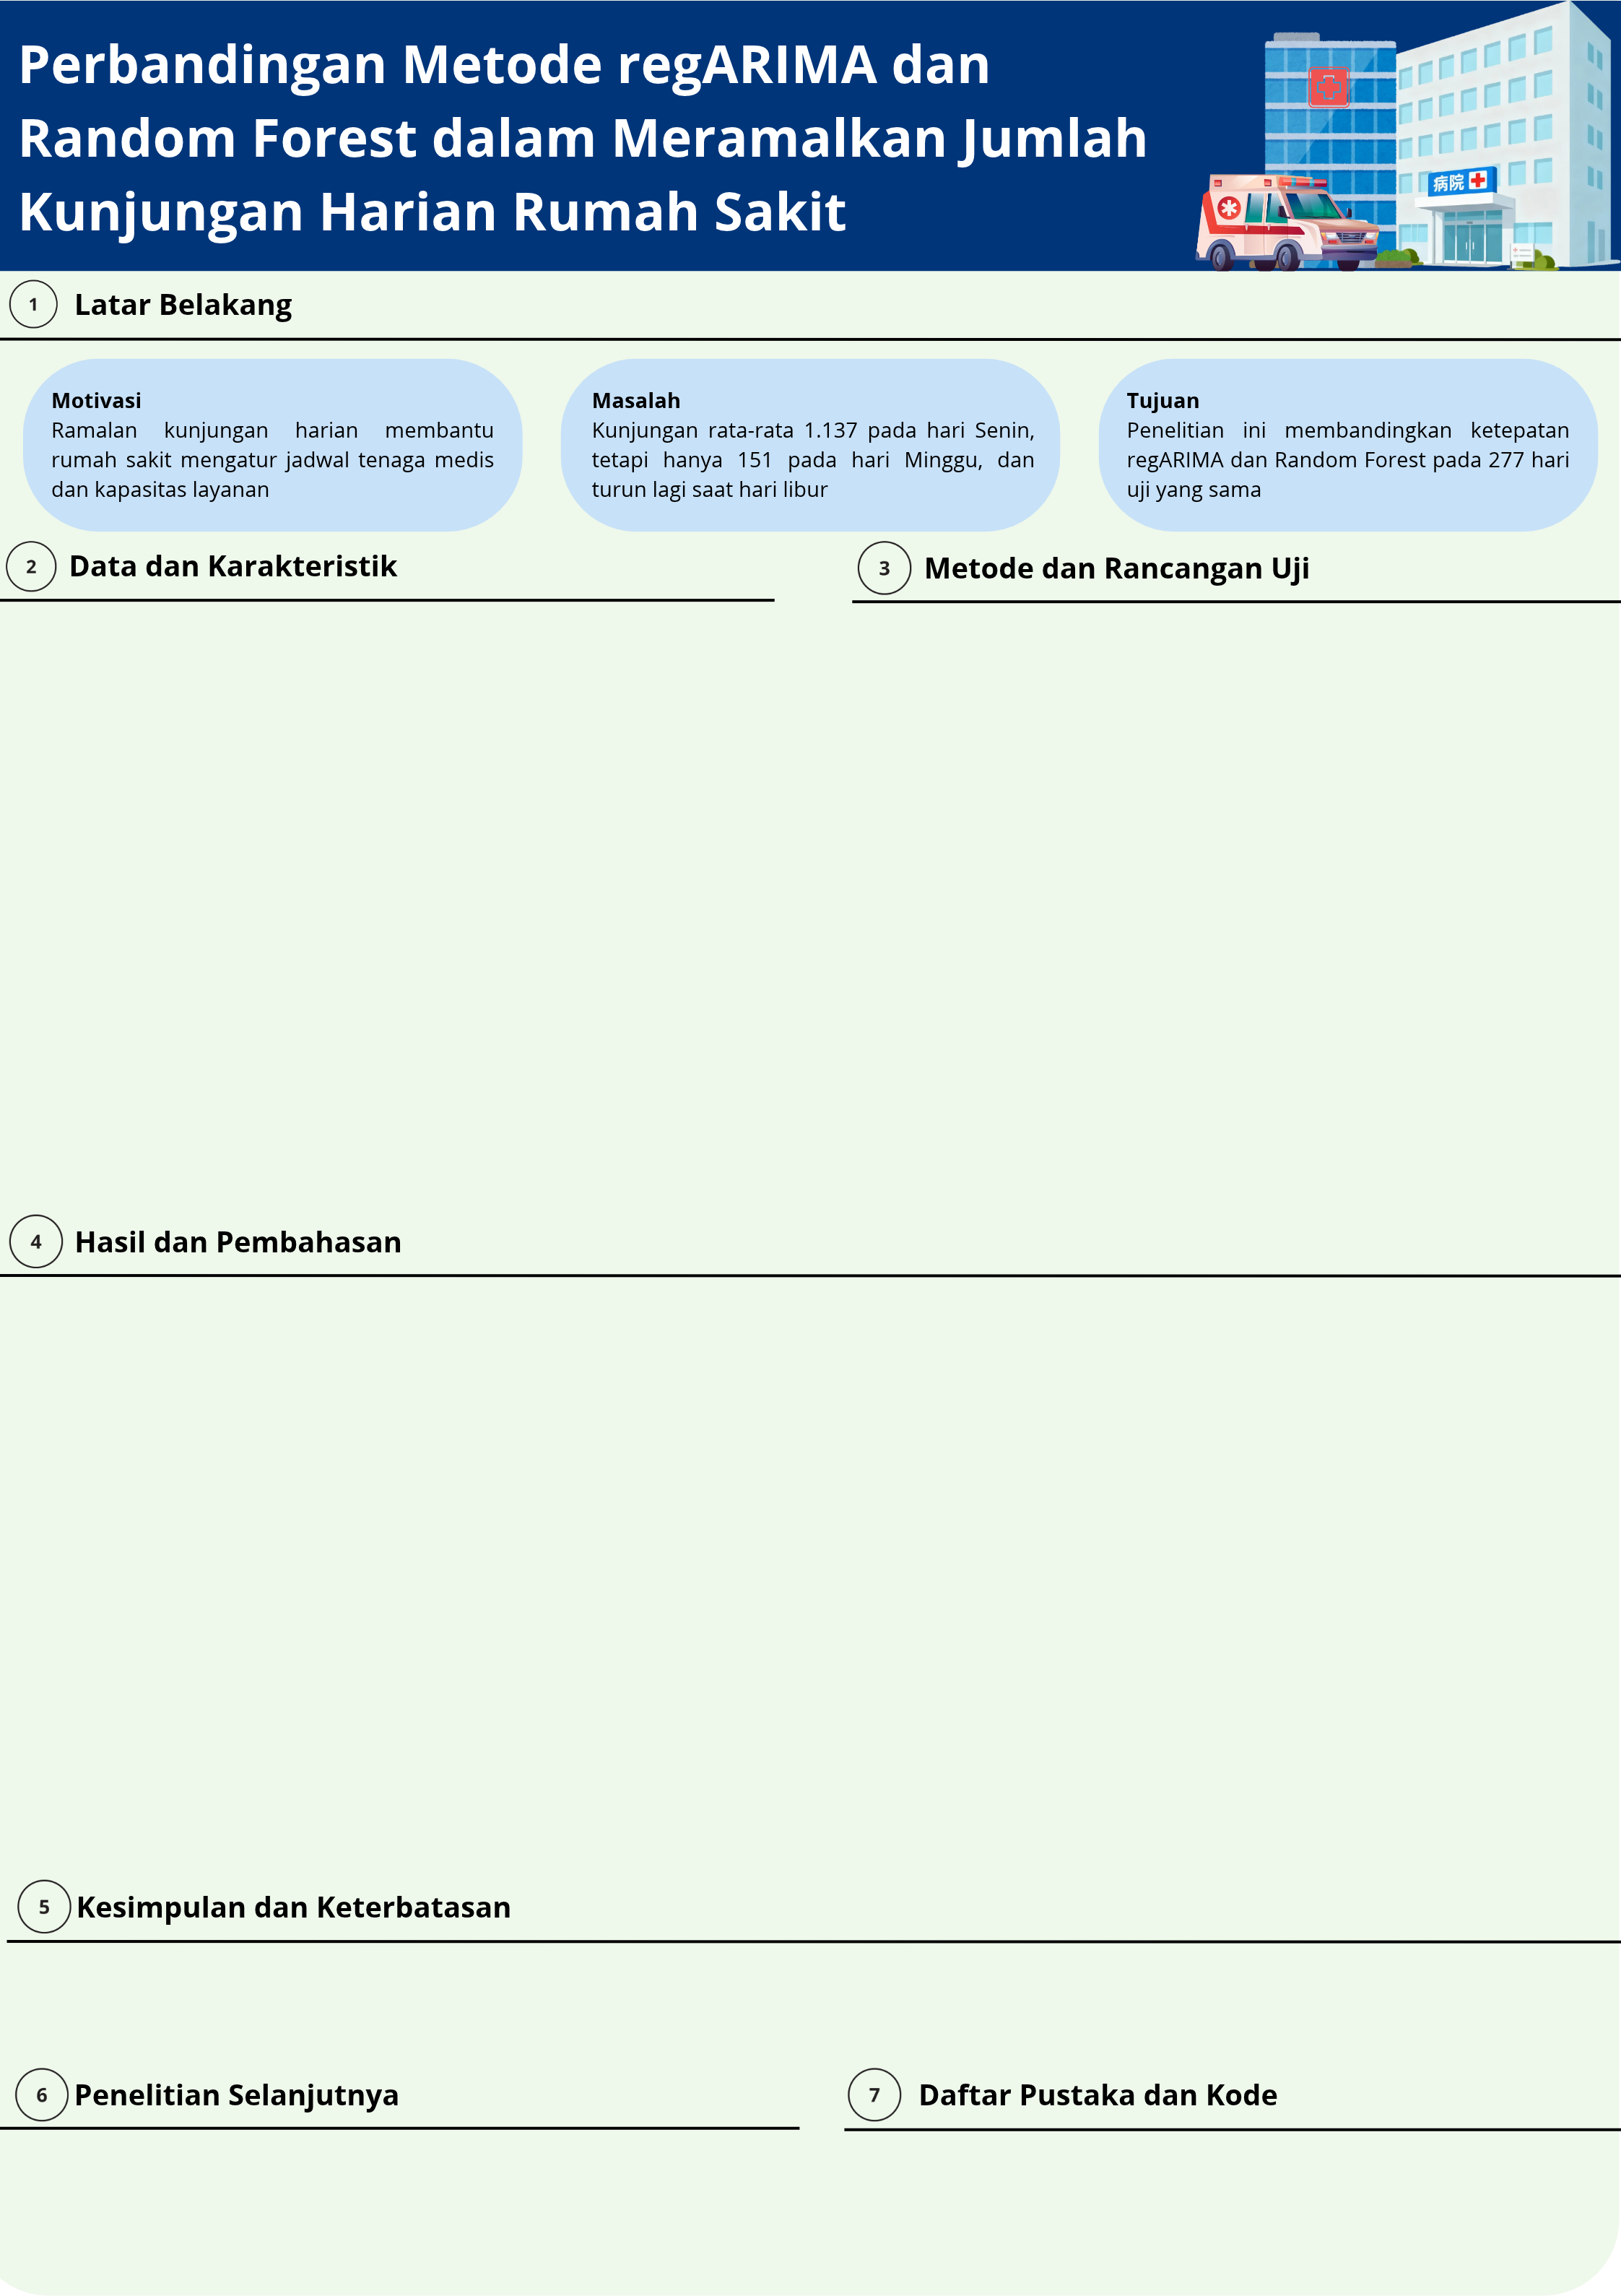 Perbandingan Metode regARIMA dan
Random Forest dalam Meramalkan Jumlah
Kunjungan Harian Rumah Sakit
病院
1 Latar Belakang
Motivasi
Ramalan kunjungan harian membantu
rumah sakit mengatur jadwal tenaga medis
dan kapasitas layanan
Masalah
Kunjungan rata-rata 1.137 pada hari Senin,
tetapi hanya 151 pada hari Minggu, dan
turun lagi saat hari libur
Tujuan
Penelitian ini membandingkan ketepatan
regARIMA dan Random Forest pada 277 hari
uji yang sama
2 Data dan Karakteristik
3 Metode dan Rancangan Uji
4 Hasil dan Pembahasan
5 Kesimpulan dan Keterbatasan
6 Penelitian Selanjutnya
7 Daftar Pustaka dan Kode